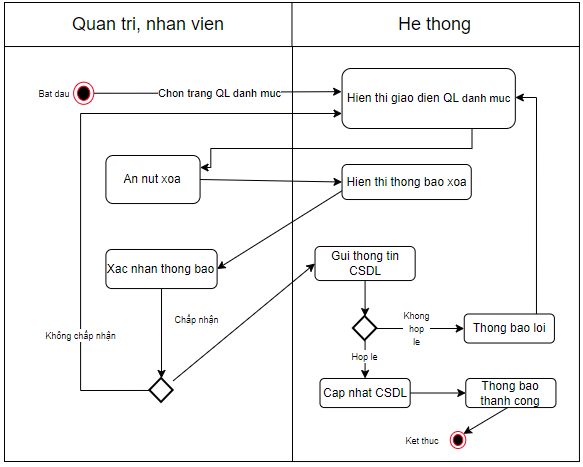 Quan tri, nhan vien
He thong
Bat dau
Chon trang QL danh muc
Hien thi giao dien QL danh muc
An nut xoa
Hien thi thong bao xoa
Xac nhan thong bao
Gui thong tin
CSDL
Chấp nhận
Không chấp nhận
Khong
hop
le
Thong bao loi
Hop le
Cap nhat CSDL
Thong bao
thanh cong
Ket thuc